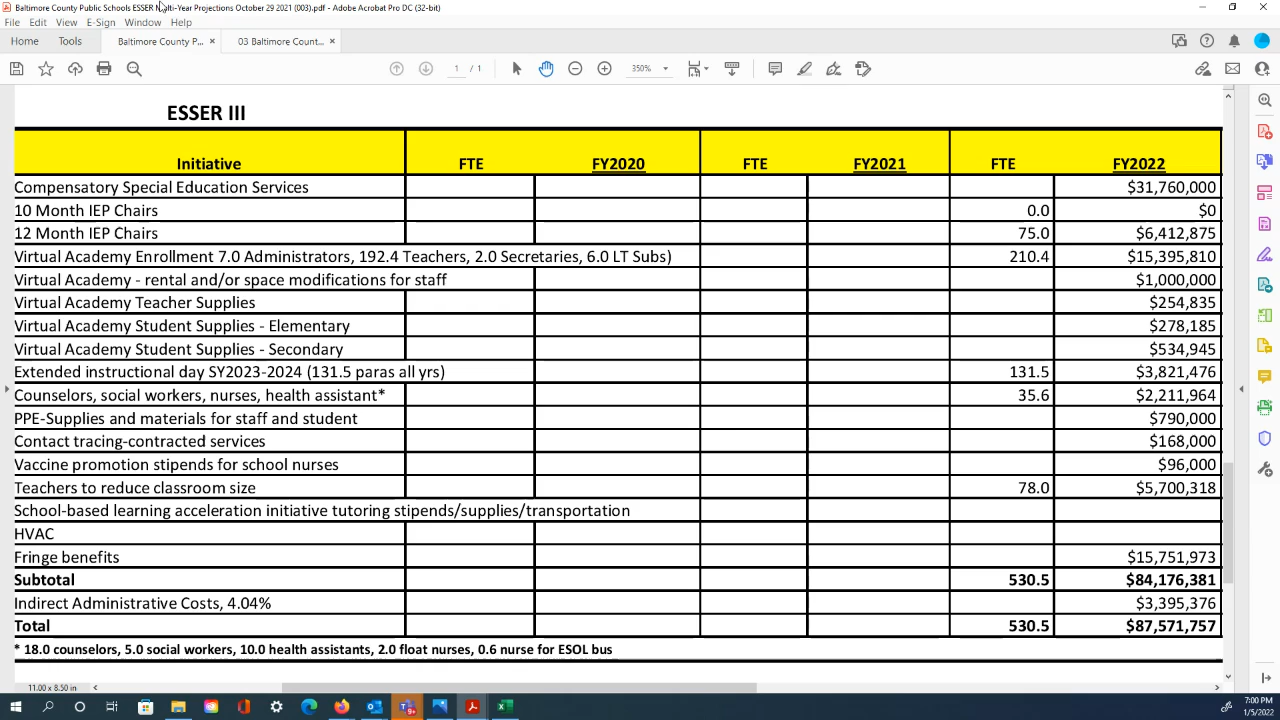 Baltimore County Public Schools ESSER Multi-Year Projections October 29 2021 (003).pdf - Adobe Acrobat Pro DC (32-bit)
File Edit View E-Sign Window Help
Home Tools Baltimore County P... × 03 Baltimore Count... ×
1 / 1 350%
ESSER III
Initiative FTE FY2020 FTE FY2021 FTE FY2022
Compensatory Special Education Services $31,760,000
10 Month IEP Chairs 0.0 $0
12 Month IEP Chairs 75.0 $6,412,875
Virtual Academy Enrollment 7.0 Administrators, 192.4 Teachers, 2.0 Secretaries, 6.0 LT Subs) 210.4 $15,395,810
Virtual Academy - rental and/or space modifications for staff $1,000,000
Virtual Academy Teacher Supplies $254,835
Virtual Academy Student Supplies - Elementary $278,185
Virtual Academy Student Supplies - Secondary $534,945
Extended instructional day SY2023-2024 (131.5 paras all yrs) 131.5 $3,821,476
Counselors, social workers, nurses, health assistant* 35.6 $2,211,964
PPE-Supplies and materials for staff and student $790,000
Contact tracing-contracted services $168,000
Vaccine promotion stipends for school nurses $96,000
Teachers to reduce classroom size 78.0 $5,700,318
School-based learning acceleration initiative tutoring stipends/supplies/transportation
HVAC
Fringe benefits $15,751,973
Subtotal 530.5 $84,176,381
Indirect Administrative Costs, 4.04% $3,395,376
Total 530.5 $87,571,757
* 18.0 counselors, 5.0 social workers, 10.0 health assistants, 2.0 float nurses, 0.6 nurse for ESOL bus
11.00 x 8.50 in
7:00 PM
1/5/2022